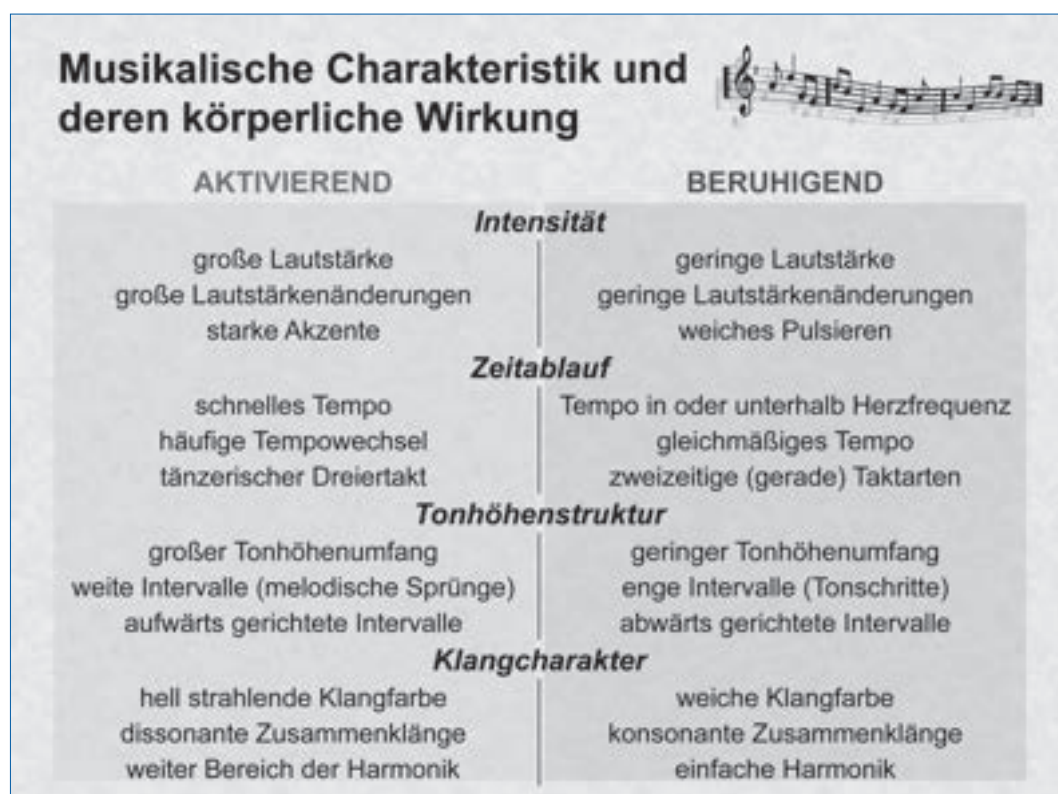 Musikalische Charakteristik und
deren körperliche Wirkung
AKTIVIEREND BERUHIGEND
Intensität
große Lautstärke geringe Lautstärke
große Lautstärkenänderungen geringe Lautstärkenänderungen
starke Akzente weiches Pulsieren
Zeitablauf
schnelles Tempo Tempo in oder unterhalb Herzfrequenz
häufige Tempowechsel gleichmäßiges Tempo
tänzerischer Dreiertakt zweizeitige (gerade) Taktarten
Tonhöhenstruktur
großer Tonhöhenumfang geringer Tonhöhenumfang
weite Intervalle (melodische Sprünge) enge Intervalle (Tonschritte)
aufwärts gerichtete Intervalle abwärts gerichtete Intervalle
Klangcharakter
hell strahlende Klangfarbe weiche Klangfarbe
dissonante Zusammenklänge konsonante Zusammenklänge
weiter Bereich der Harmonik einfache Harmonik